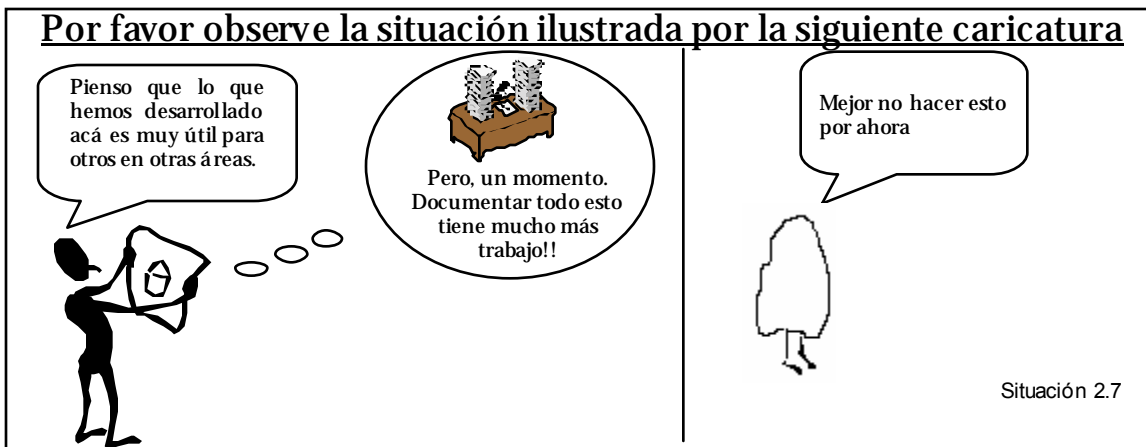 Por favor observe la situación ilustrada por la siguiente caricatura
Pienso que lo que
hemos desarrollado
acá es muy útil para
otros en otras áreas.
Pero, un momento.
Documentar todo esto
tiene mucho más
trabajo!!
Mejor no hacer esto
por ahora
Situación 2.7